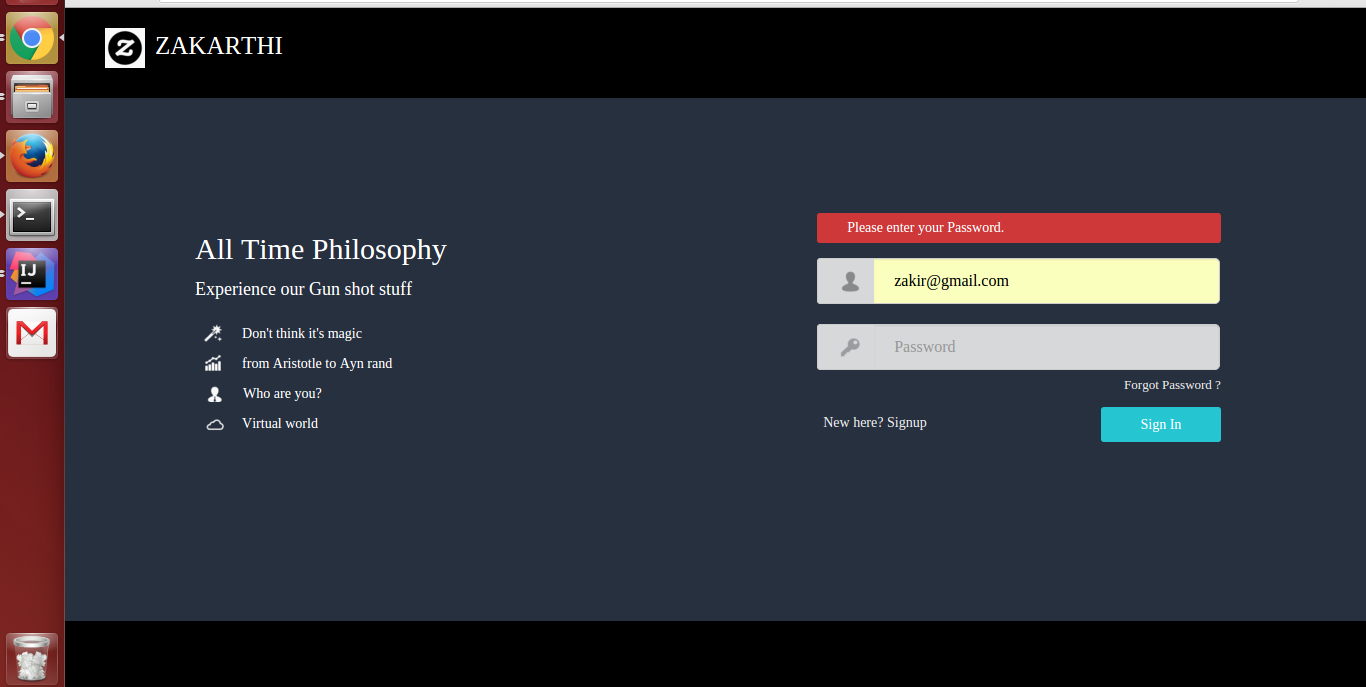 ZAKARTHI
All Time Philosophy
Experience our Gun shot stuff
Don't think it's magic
from Aristotle to Ayn rand
Who are you?
Virtual world
Please enter your Password.
zakir@gmail.com
Password
Forgot Password ?
New here? Signup
Sign In
IJ